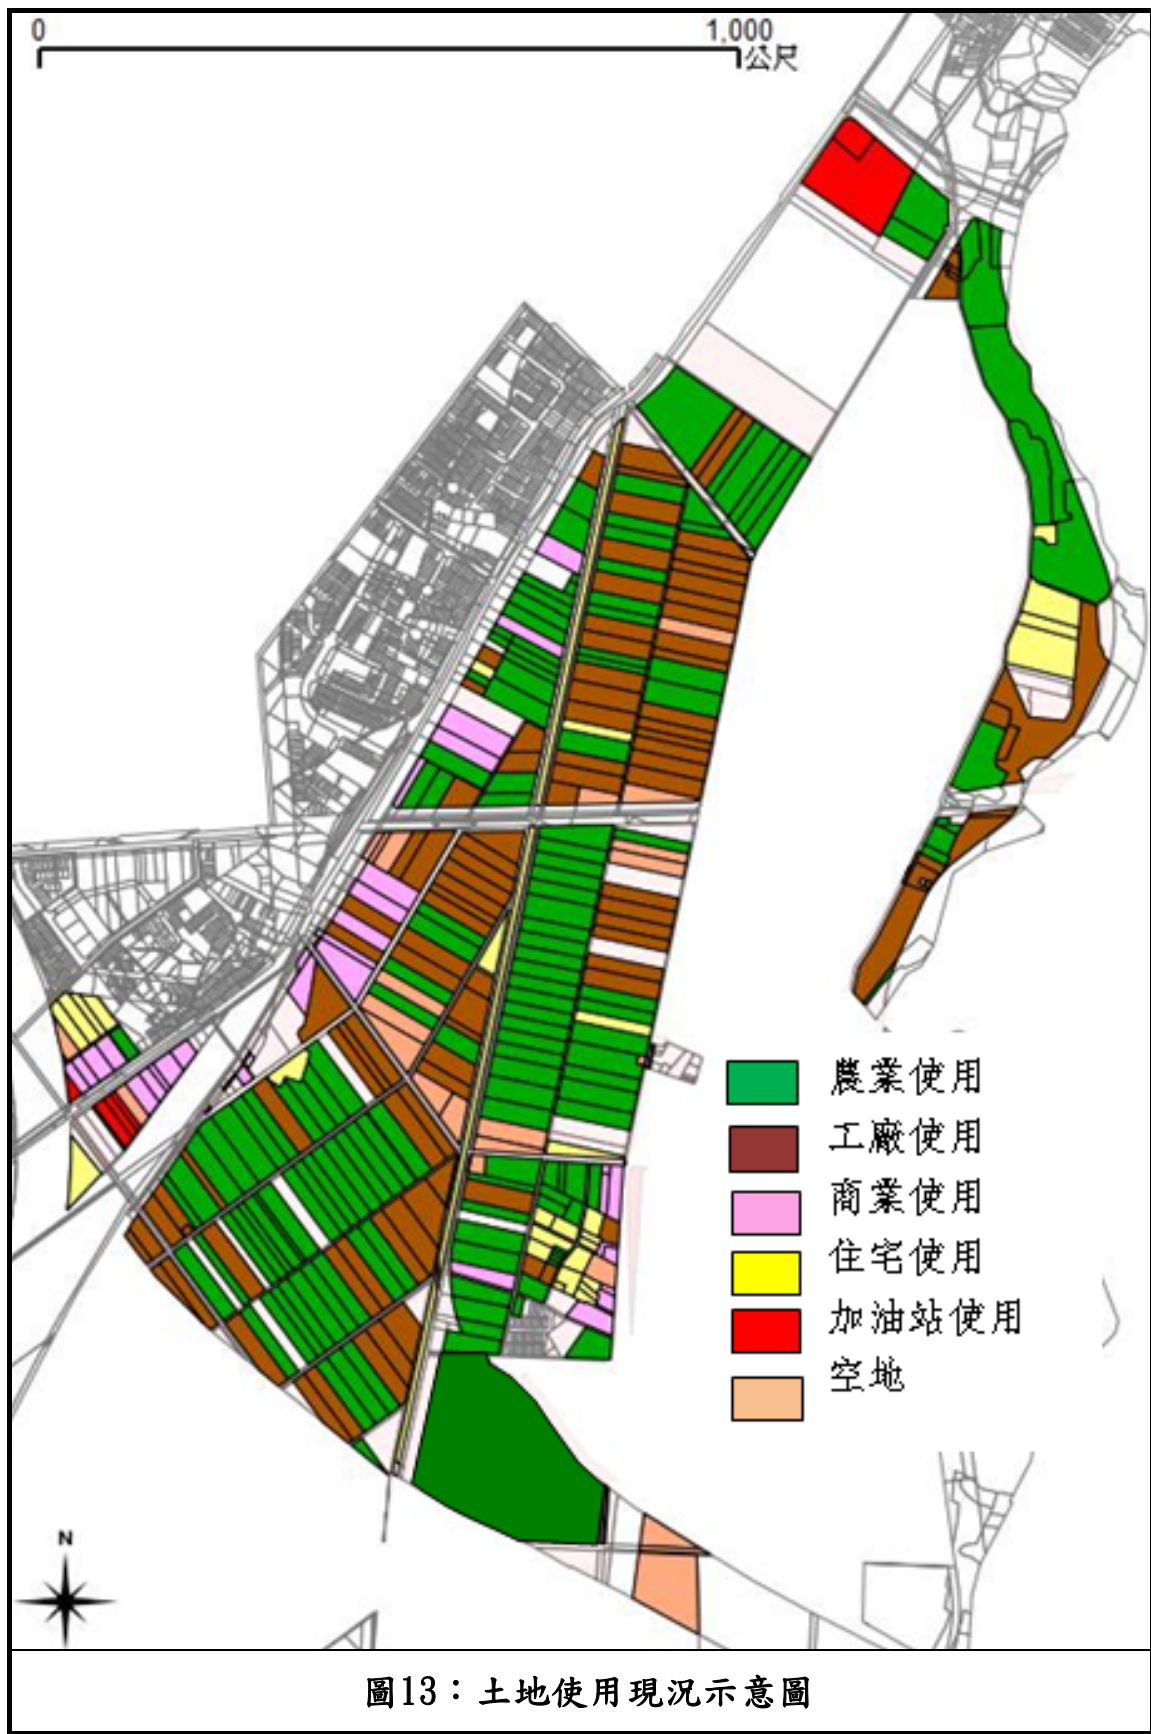 0 1,000
公尺
農業使用
工廠使用
商業使用
住宅使用
加油站使用
空地
N
圖13：土地使用現況示意圖